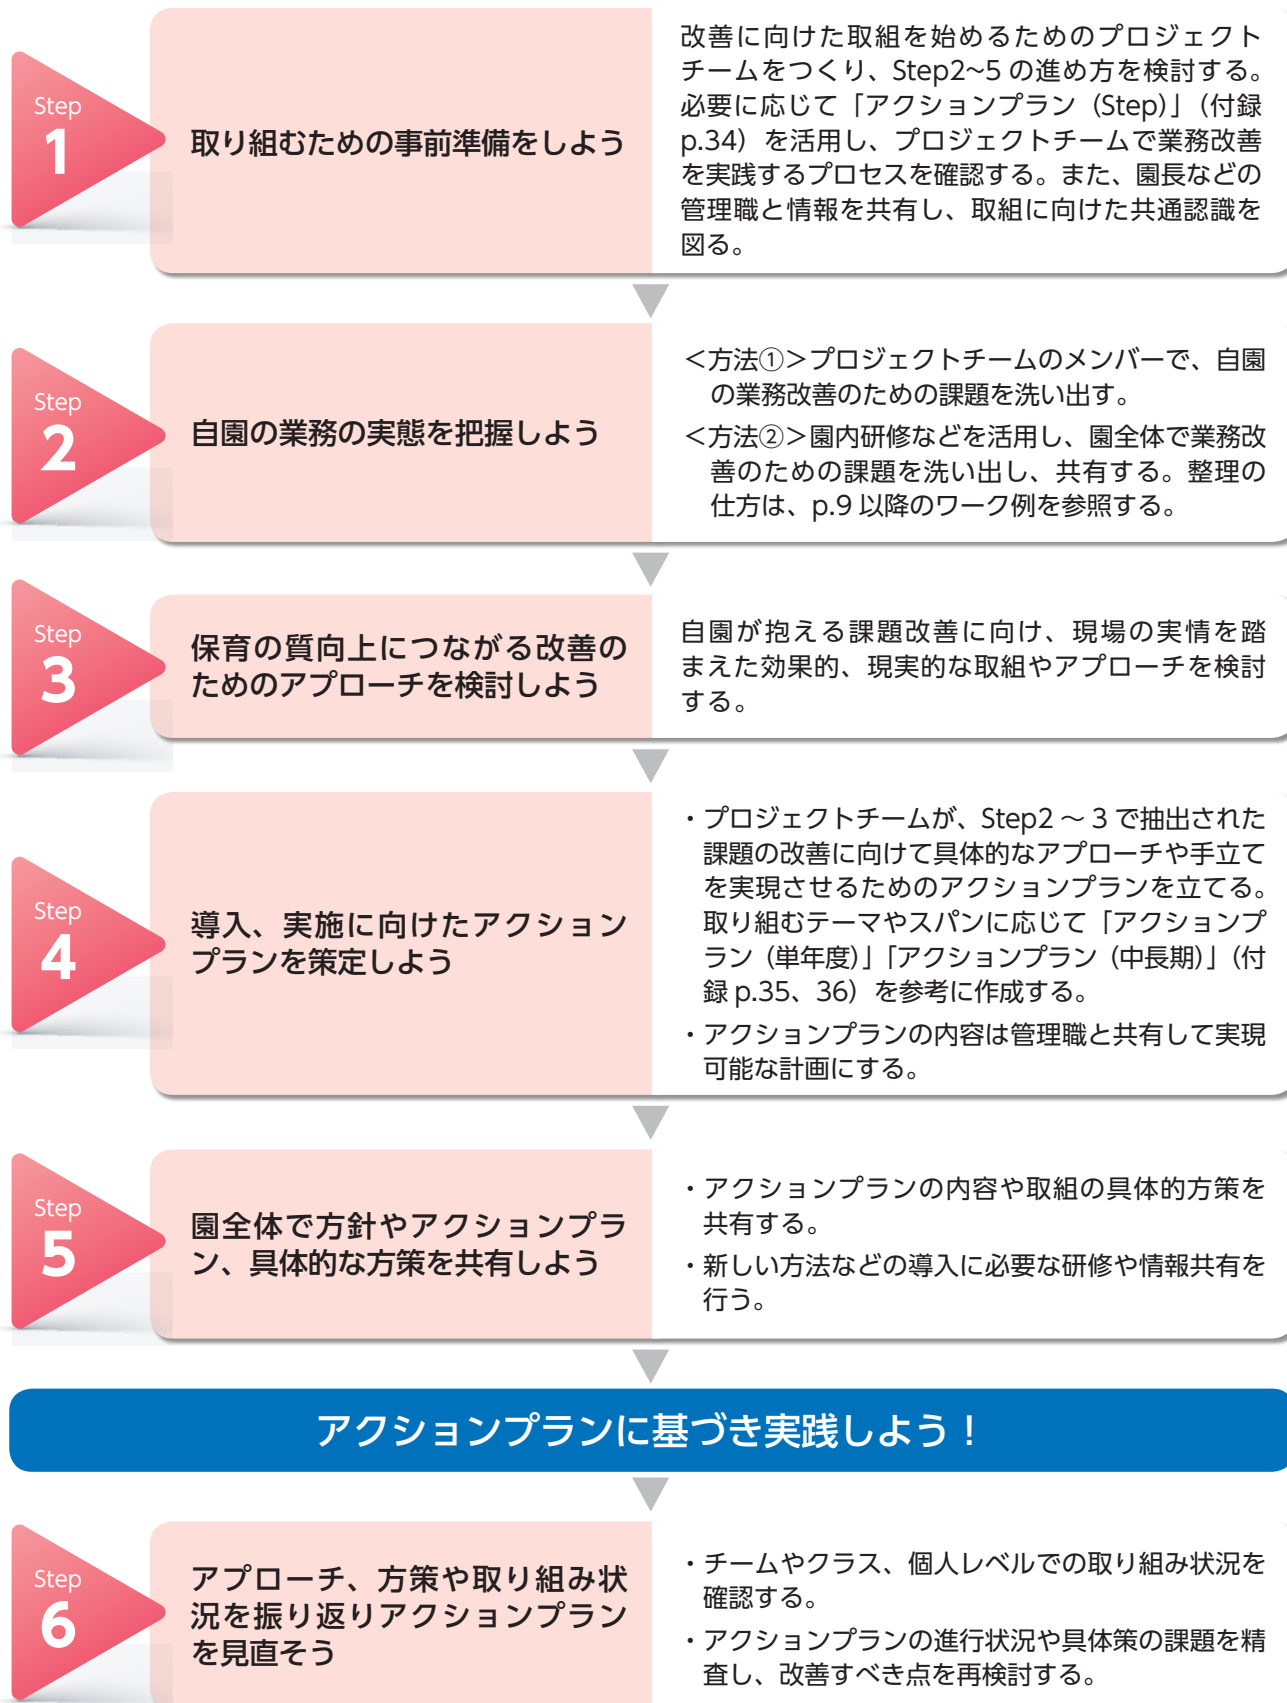 Step
1
取り組むための事前準備をしよう
改善に向けた取組を始めるためのプロジェクト
チームをつくり、Step2~5 の進め方を検討する。
必要に応じて「アクションプラン（Step）」（付録
p.34）を活用し、プロジェクトチームで業務改善
を実践するプロセスを確認する。また、園長などの
管理職と情報を共有し、取組に向けた共通認識を
図る。
Step
2
自園の業務の実態を把握しよう
＜方法①＞プロジェクトチームのメンバーで、自園
の業務改善のための課題を洗い出す。
＜方法②＞園内研修などを活用し、園全体で業務改
善のための課題を洗い出し、共有する。整理の
仕方は、p.9 以降のワーク例を参照する。
Step
3
保育の質向上につながる改善の
ためのアプローチを検討しよう
自園が抱える課題改善に向け、現場の実情を踏
まえた効果的、現実的な取組やアプローチを検討
する。
Step
4
導入、実施に向けたアクション
プランを策定しよう
・プロジェクトチームが、Step2 ～ 3 で抽出された
課題の改善に向けて具体的なアプローチや手立て
を実現させるためのアクションプランを立てる。
取り組むテーマやスパンに応じて「アクションプ
ラン（単年度）」「アクションプラン（中長期）」（付
録 p.35、36）を参考に作成する。
・アクションプランの内容は管理職と共有して実現
可能な計画にする。
Step
5
園全体で方針やアクションプラ
ン、具体的な方策を共有しよう
・アクションプランの内容や取組の具体的方策を
共有する。
・新しい方法などの導入に必要な研修や情報共有を
行う。
アクションプランに基づき実践しよう！
Step
6
アプローチ、方策や取り組み状
況を振り返りアクションプラン
を見直そう
・チームやクラス、個人レベルでの取り組み状況を
確認する。
・アクションプランの進行状況や具体策の課題を精
査し、改善すべき点を再検討する。